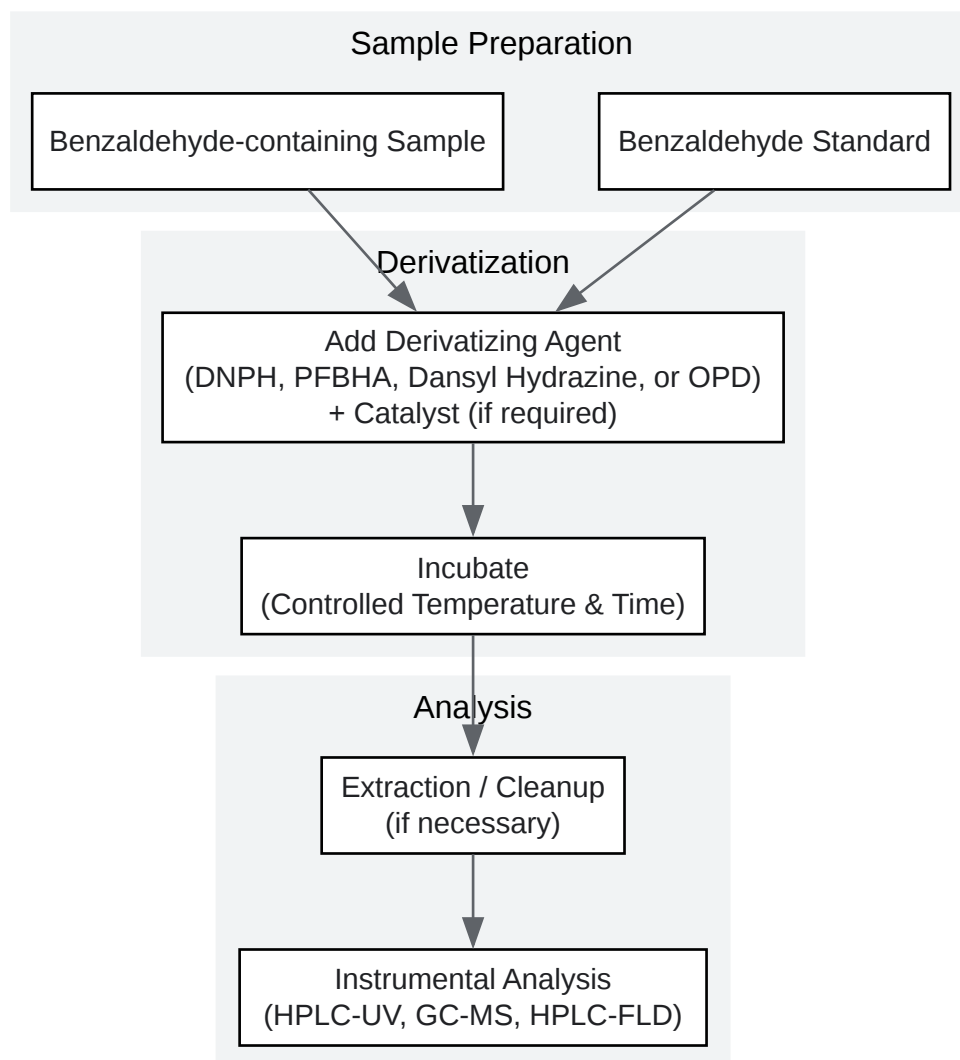 Sample Preparation
Benzaldehyde-containing Sample
Benzaldehyde Standard
Derivatization
Add Derivatizing Agent
(DNPH, PFBHA, Dansyl Hydrazine, or OPD)
+ Catalyst (if required)
Incubate
(Controlled Temperature & Time)
Analysis
Extraction / Cleanup
(if necessary)
Instrumental Analysis
(HPLC-UV, GC-MS, HPLC-FLD)